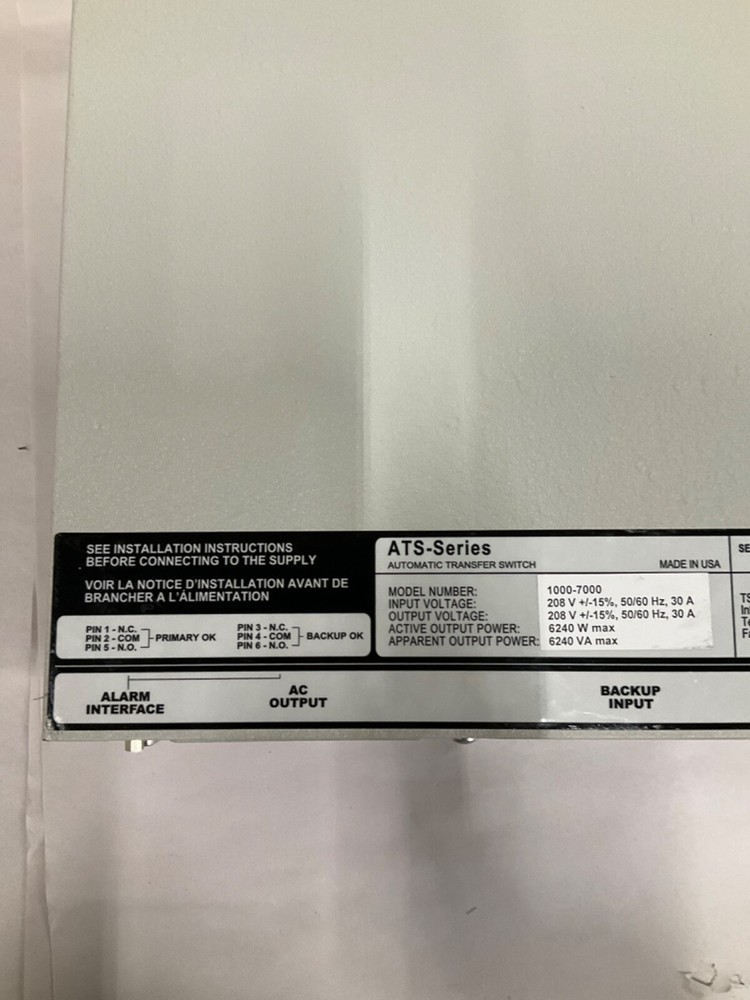 SEE INSTALLATION INSTRUCTIONS
BEFORE CONNECTING TO THE SUPPLY
VOIR LA NOTICE D'INSTALLATION AVANT DE
BRANCHER A L'ÁLIMENTATION
PIN 1 - N.C.
PIN 2 - COM PRIMARY OK
PIN 5 - N.O.
PIN 3 - N.C.
PIN 4 - COM BACKUP OK
PIN 6 - N.O.
ATS-Series
AUTOMATIC TRANSFER SWITCH MADE IN USA
MODEL NUMBER: 1000-7000
INPUT VOLTAGE: 208 V +/-15%, 50/60 Hz, 30 A
OUTPUT VOLTAGE: 208 V +/-15%, 50/60 Hz, 30 A
ACTIVE OUTPUT POWER: 6240 W max
APPARENT OUTPUT POWER: 6240 VA max
ALARM
INTERFACE
AC
OUTPUT
BACKUP
INPUT